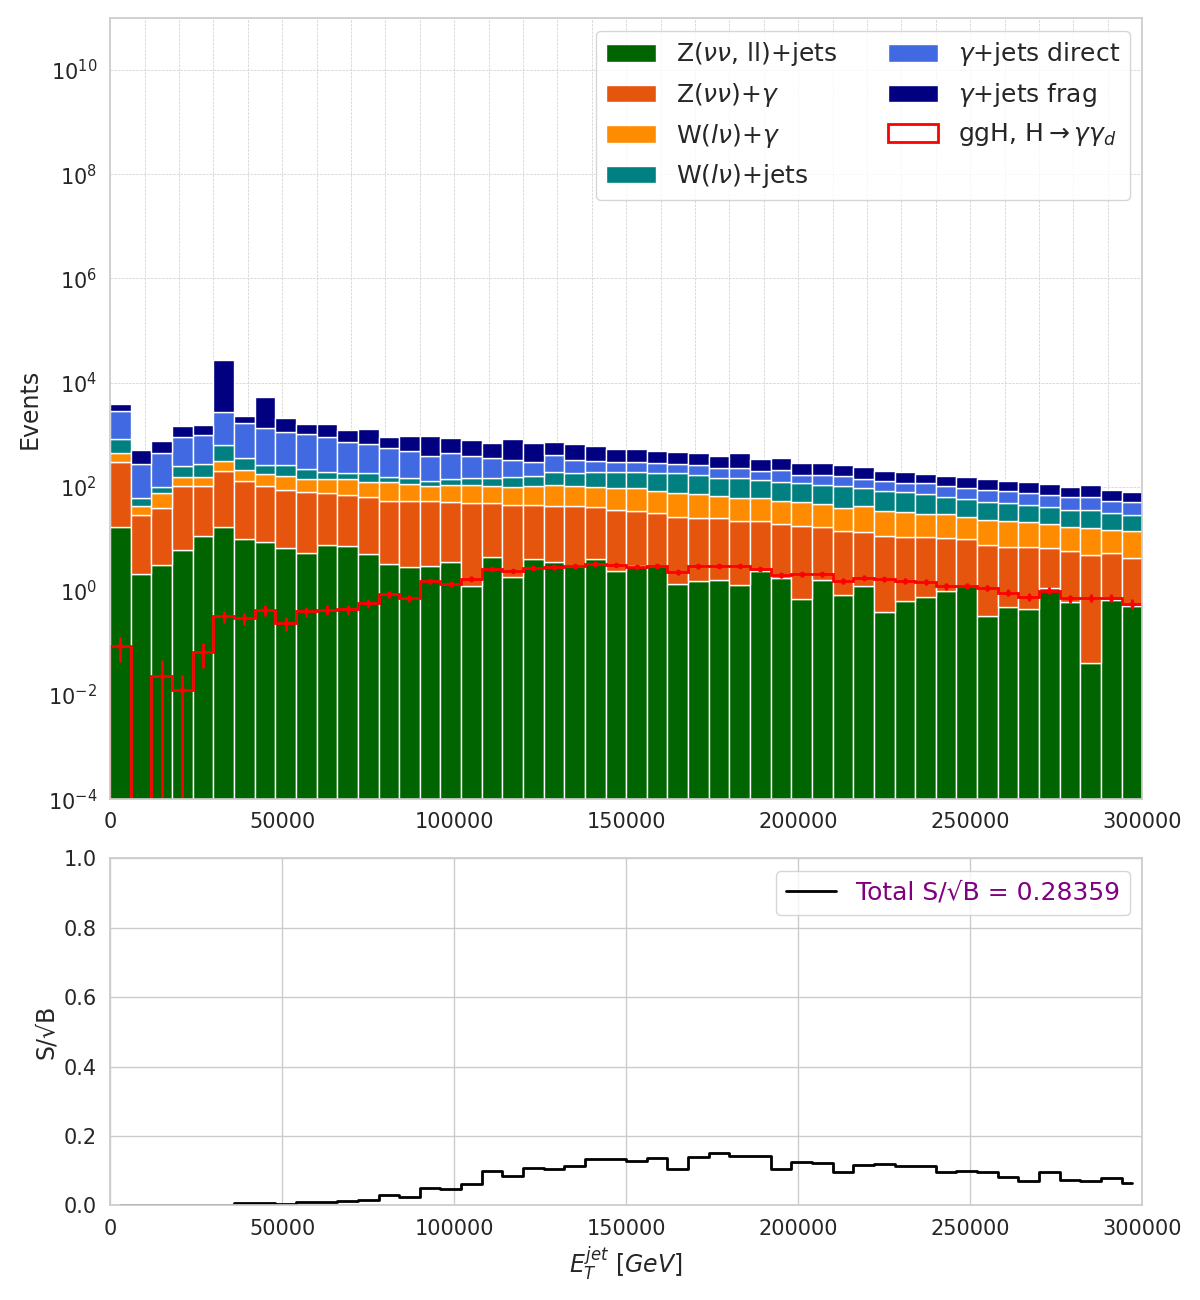 Z(νν, ll)+jets
Z(νν)+γ
W(lν)+γ
W(lν)+jets
γ+jets direct
γ+jets frag
ggH, H→γγ_d
Events
10^10
10^8
10^6
10^4
10^2
10^0
10^−2
10^−4
0 50000 100000 150000 200000 250000 300000
Total S/√B = 0.28359
S/√B
1.0
0.8
0.6
0.4
0.2
0.0
0 50000 100000 150000 200000 250000 300000
E_T^jet [GeV]